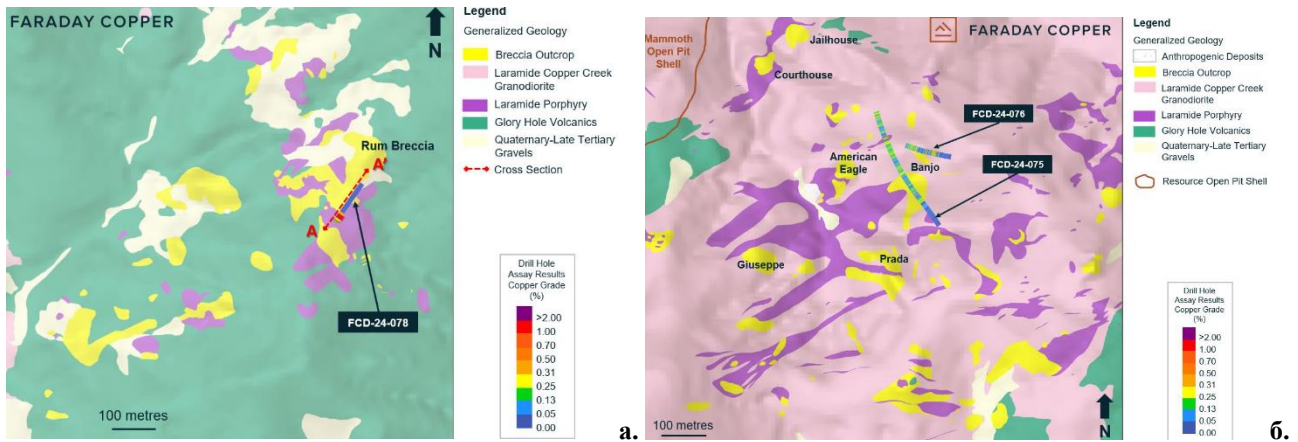 FARADAY COPPER
N
Legend
Generalized Geology
Breccia Outcrop
Laramide Copper Creek
Granodiorite
Laramide Porphyry
Glory Hole Volcanics
Quaternary-Late Tertiary
Gravels
Cross Section
Rum Breccia
A'
A
FCD-24-078
Drill Hole
Assay Results
Copper Grade
(%)
>2.00
1.00
0.70
0.50
0.31
0.25
0.13
0.05
0.00
100 metres
а.
Mammoth
Open Pit
Shell
Jailhouse
Courthouse
FARADAY COPPER
Legend
Generalized Geology
Anthropogenic Deposits
Breccia Outcrop
Laramide Copper Creek
Granodiorite
Laramide Porphyry
Glory Hole Volcanics
Quaternary-Late Tertiary
Gravels
Resource Open Pit Shell
FCD-24-076
American
Eagle
Banjo
FCD-24-075
Giuseppe
Prada
Drill Hole
Assay Results
Copper Grade
(%)
>2.00
1.00
0.70
0.50
0.31
0.25
0.13
0.05
0.00
100 metres
N
б.